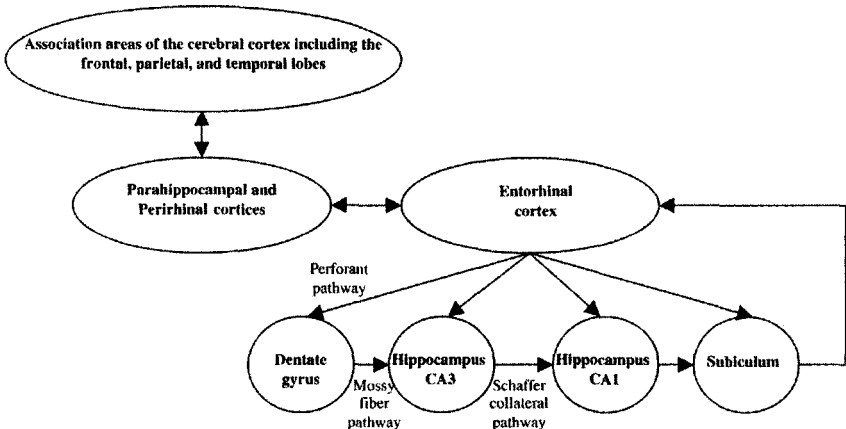 Association areas of the cerebral cortex including the
frontal, parietal, and temporal lobes
Parahippocampal and
Perirhinal cortices
Entorhinal
cortex
Perforant
pathway
Dentate
gyrus
Hippocampus
CA3
Hippocampus
CA1
Subiculum
Mossy
fiber
pathway
Schaffer
collateral
pathway